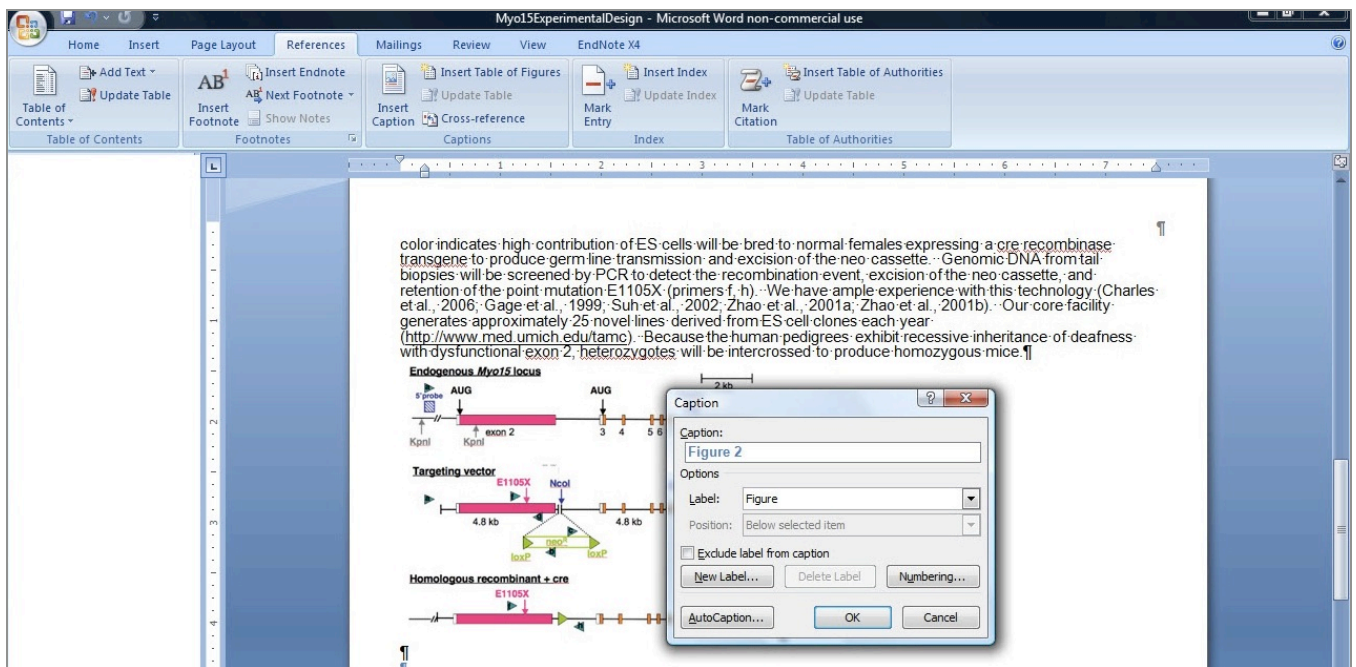 Myo15ExperimentalDesign - Microsoft Word non-commercial use
Home Insert Page Layout References Mailings Review View EndNote X4
Table of Contents
Add Text
Update Table
Table of Contents
AB1 Insert Footnote
Insert Endnote
Next Footnote
Show Notes
Footnotes
Insert Caption
Insert Table of Figures
Update Table
Cross-reference
Captions
Mark Entry
Insert Index
Update Index
Index
Mark Citation
Insert Table of Authorities
Update Table
Table of Authorities
L
1 2 3 4 5 6 7
color indicates high contribution of ES cells will be bred to normal females expressing a cre recombinase
transgene to produce germ line transmission and excision of the neo cassette. Genomic DNA from tail
biopsies will be screened by PCR to detect the recombination event, excision of the neo cassette, and
retention of the point mutation E1105X (primers f, h). We have ample experience with this technology (Charles
et al., 2006; Gage et al., 1999; Suh et al., 2002; Zhao et al., 2001a; Zhao et al., 2001b). Our core facility
generates approximately 25 novel lines derived from ES cell clones each year
(http://www.med.umich.edu/tamc). Because the human pedigrees exhibit recessive inheritance of deafness
with dysfunctional exon 2, heterozygotes will be intercrossed to produce homozygous mice.¶
Endogenous Myo15 locus
2 kb
5' probe AUG AUG
KpnI KpnI exon 2 3 4 5 6
Targeting vector
E1105X NcoI
4.8 kb 4.8 kb
neoR
loxP loxP
Homologous recombinant + cre
E1105X
¶
Caption
Caption:
Figure 2
Options
Label: Figure
Position: Below selected item
Exclude label from caption
New Label... Delete Label Numbering...
AutoCaption... OK Cancel